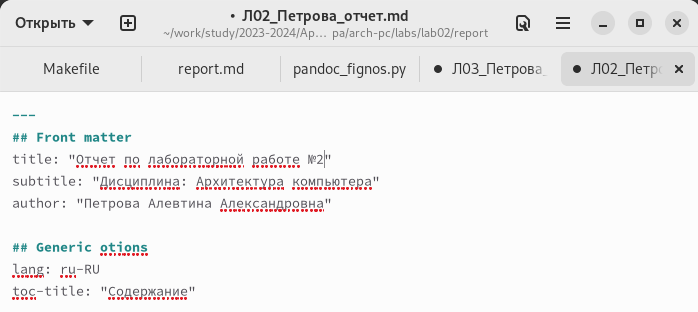 Открыть
• Л02_Петрова_отчет.md
~/work/study/2023-2024/Ар... pa/arch-pc/labs/lab02/report
Makefile
report.md
pandoc_fignos.py
• Л03_Петрова_
• Л02_Петр
---
## Front matter
title: "Отчет по лабораторной работе №2"
subtitle: "Дисциплина: Архитектура компьютера"
author: "Петрова Алевтина Александровна"
## Generic otions
lang: ru-RU
toc-title: "Содержание"